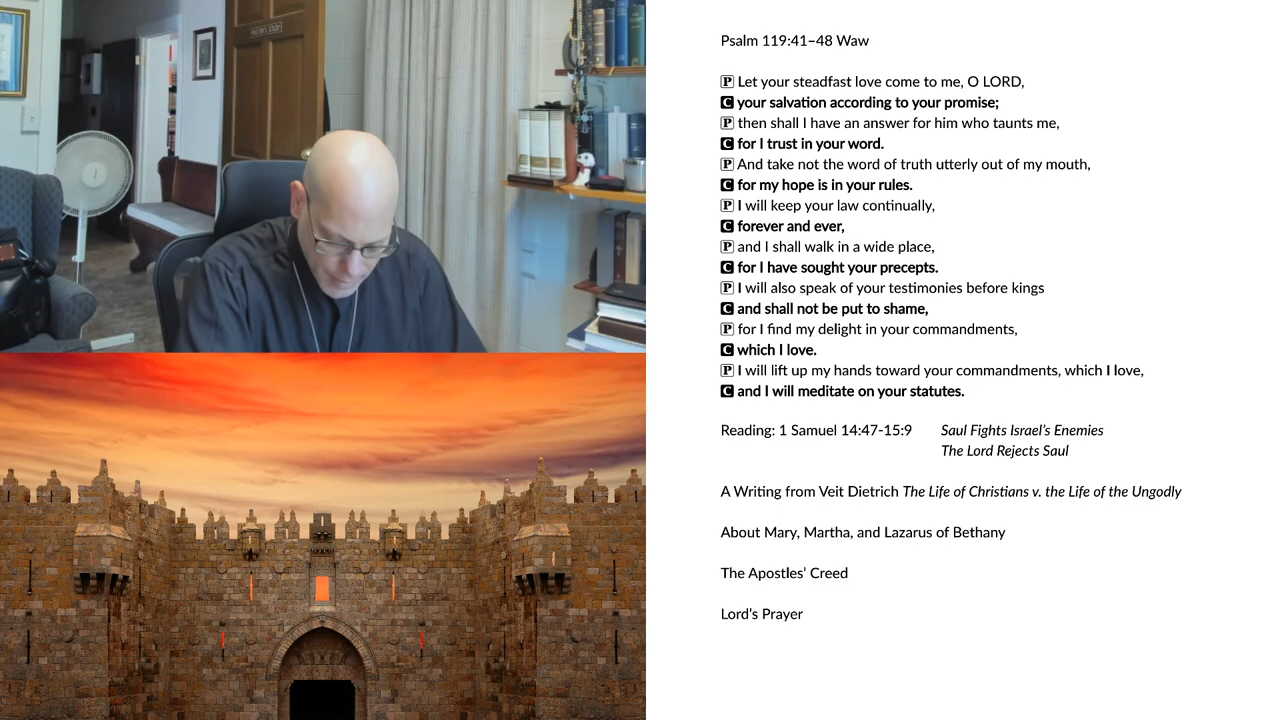 PASTOR'S STUDY
Psalm 119:41–48 Waw
P Let your steadfast love come to me, O LORD,
C your salvation according to your promise;
P then shall I have an answer for him who taunts me,
C for I trust in your word.
P And take not the word of truth utterly out of my mouth,
C for my hope is in your rules.
P I will keep your law continually,
C forever and ever,
P and I shall walk in a wide place,
C for I have sought your precepts.
P I will also speak of your testimonies before kings
C and shall not be put to shame,
P for I find my delight in your commandments,
C which I love.
P I will lift up my hands toward your commandments, which I love,
C and I will meditate on your statutes.
Reading: 1 Samuel 14:47-15:9 Saul Fights Israel's Enemies
The Lord Rejects Saul
A Writing from Veit Dietrich The Life of Christians v. the Life of the Ungodly
About Mary, Martha, and Lazarus of Bethany
The Apostles' Creed
Lord's Prayer